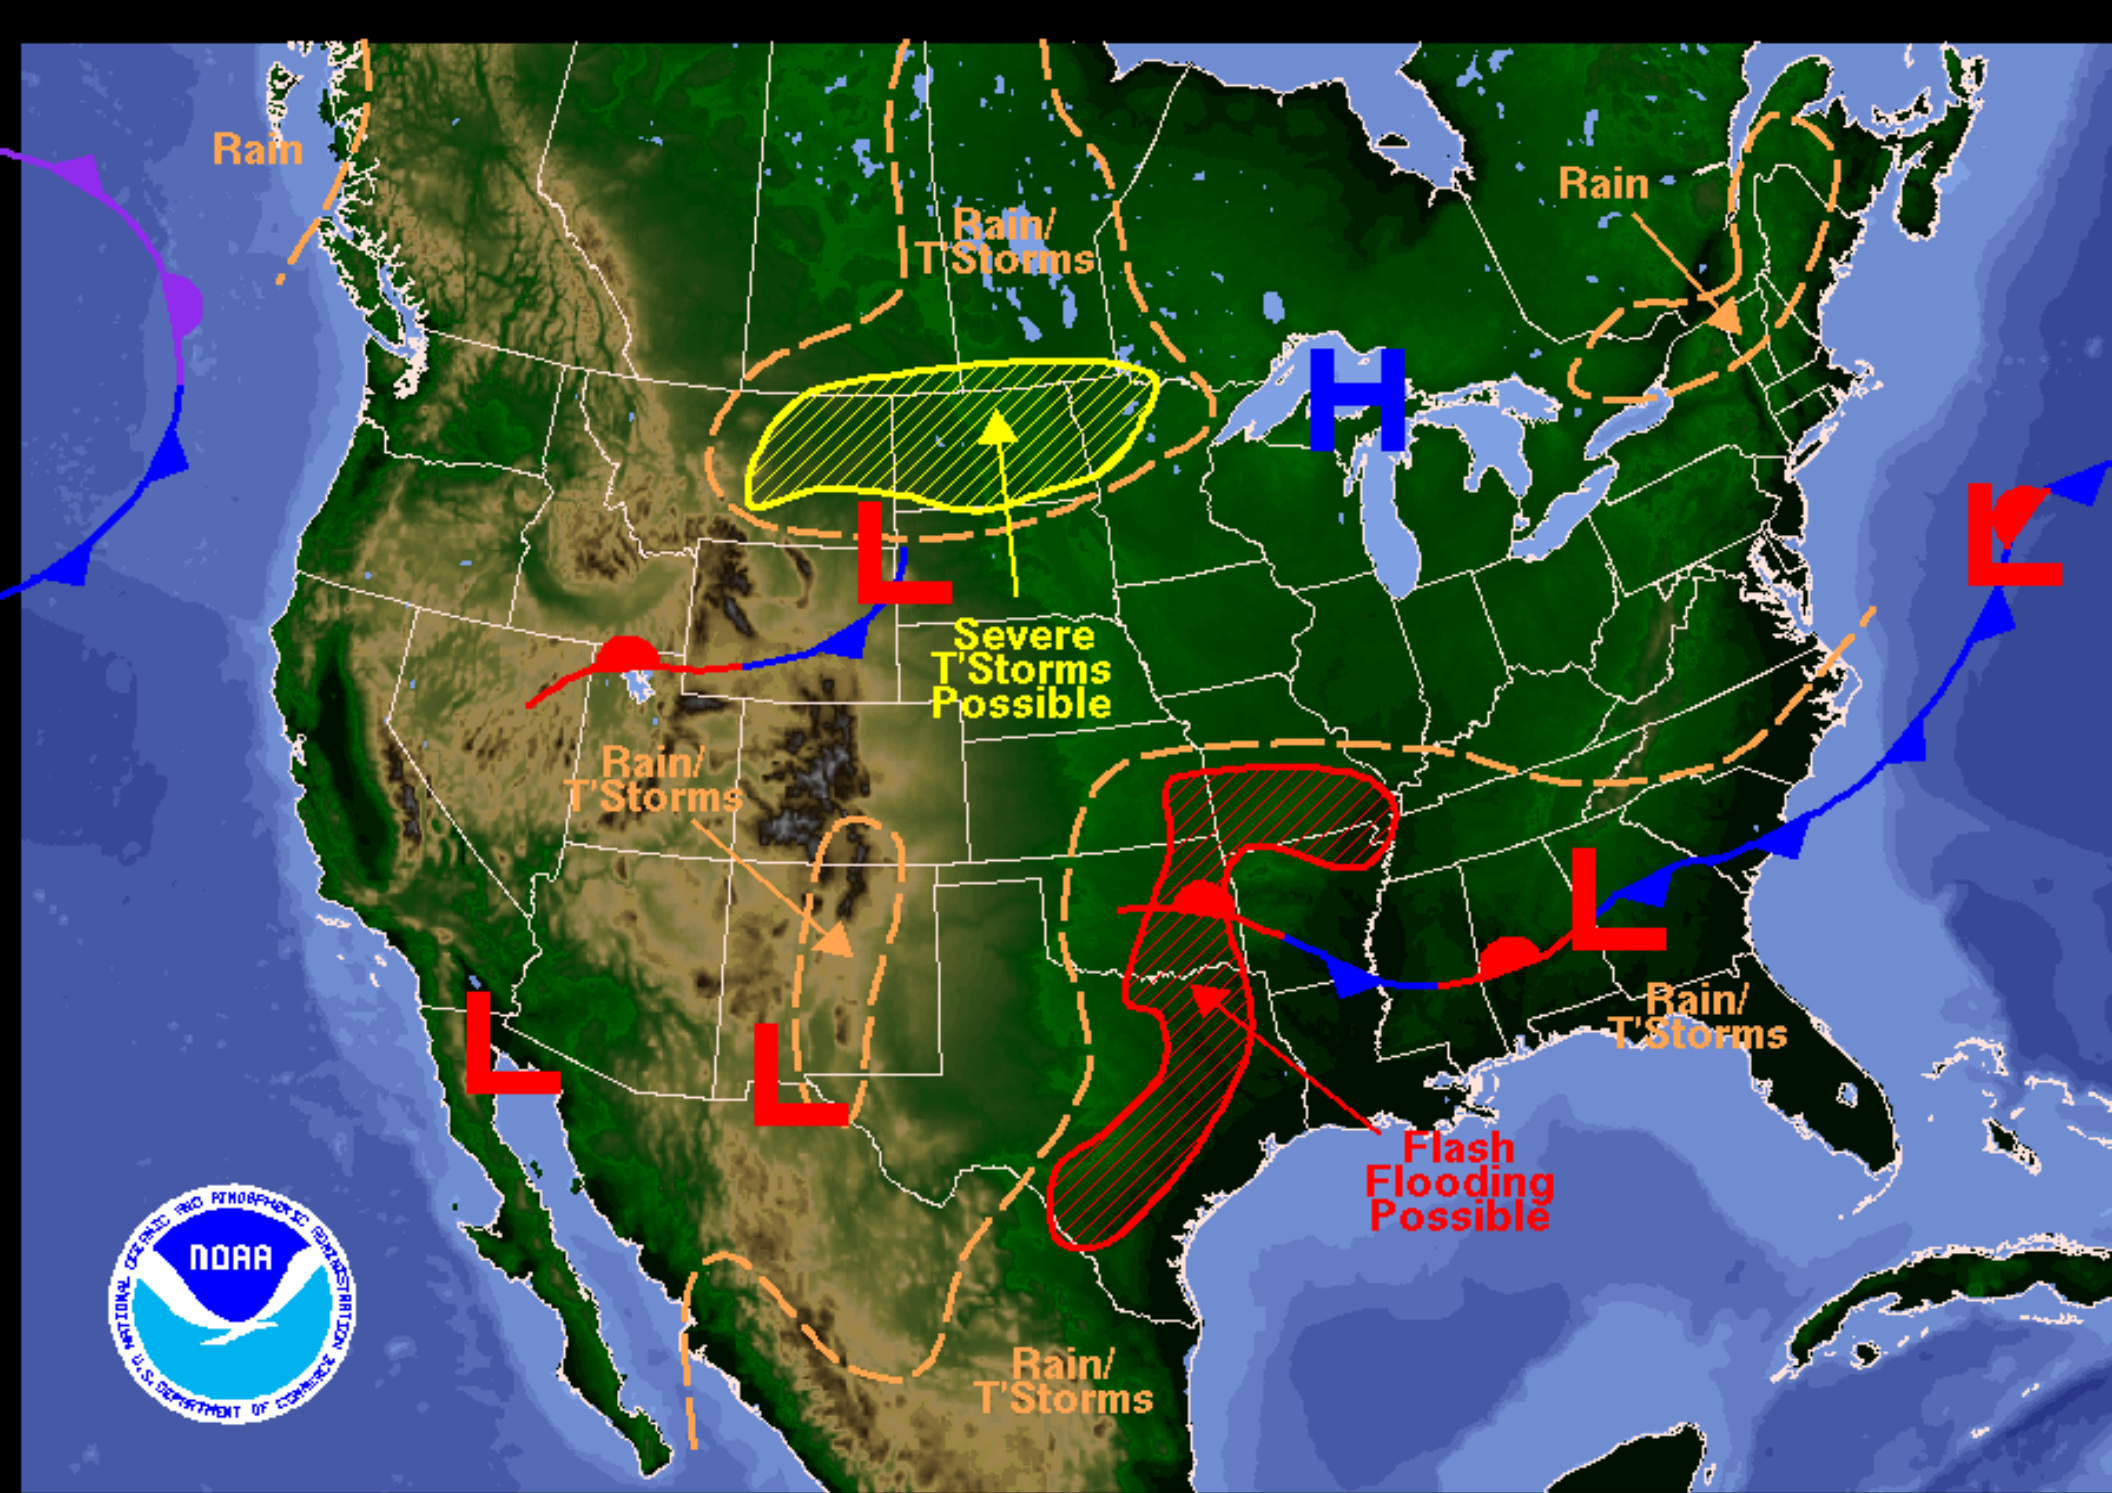 Rain
Rain
Rain/
T'Storms
H
L
L
Severe
T'Storms
Possible
Rain/
T'Storms
L
Rain/
T'Storms
L
L
Flash
Flooding
Possible
Rain/
T'Storms
NOAA
NATIONAL OCEANIC AND ATMOSPHERIC ADMINISTRATION
U.S. DEPARTMENT OF COMMERCE